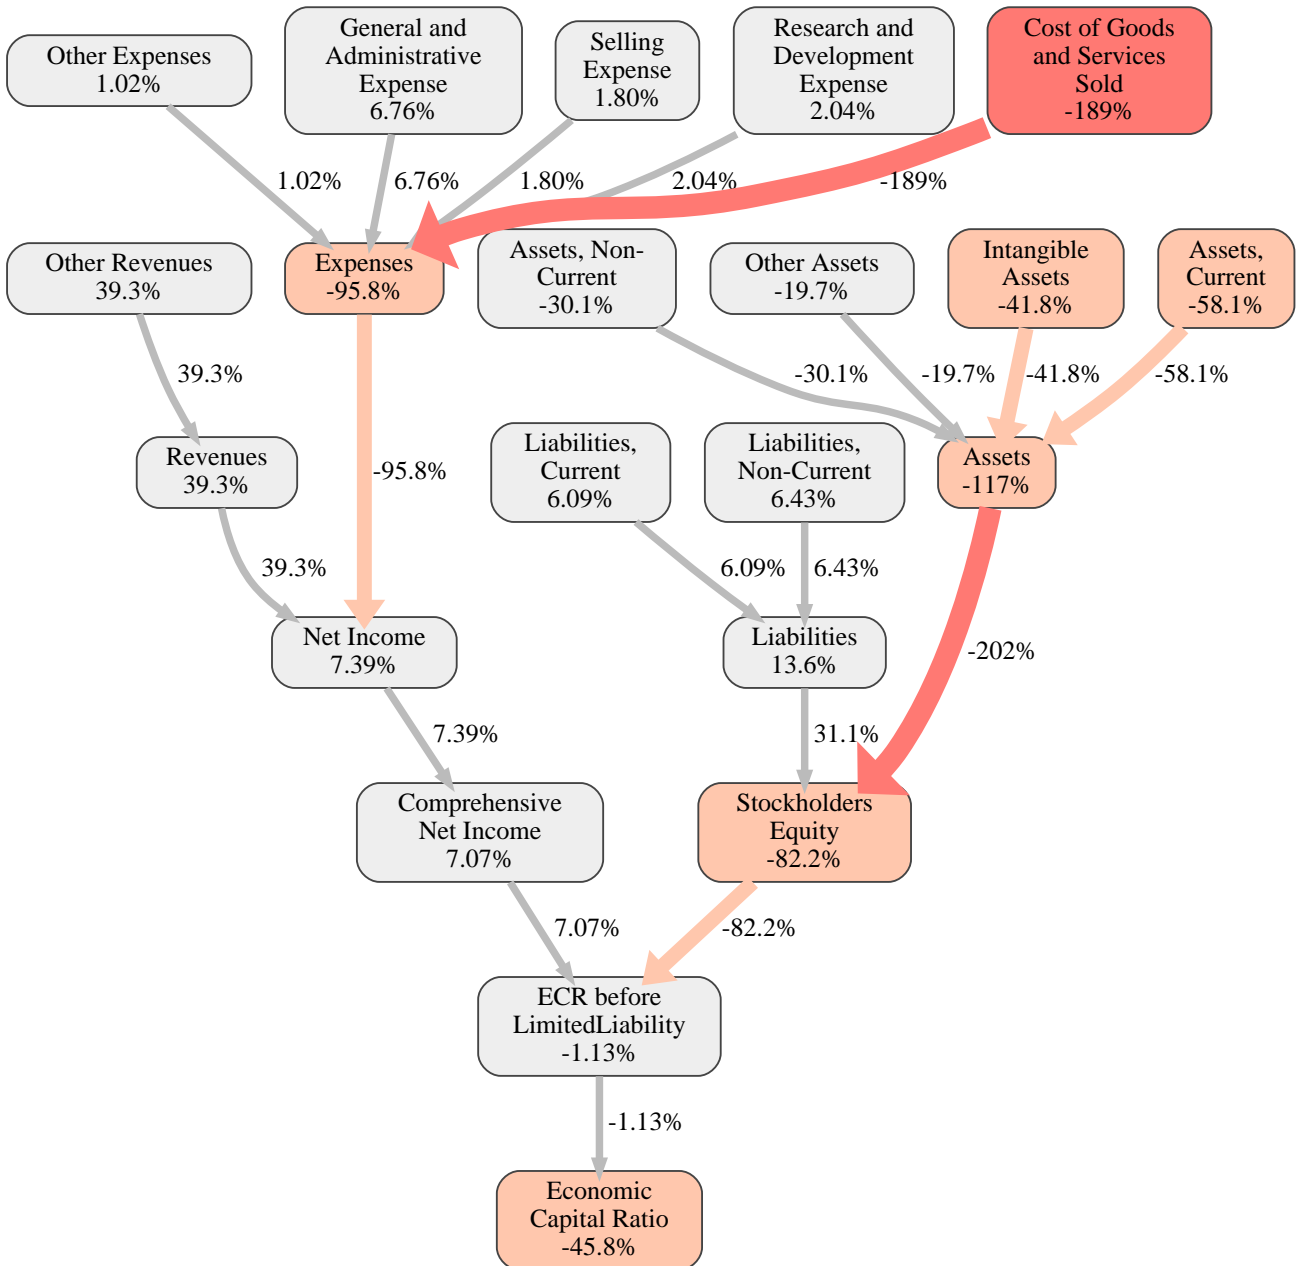 Other Expenses
1.02%
General and
Administrative
Expense
6.76%
Selling
Expense
1.80%
Research and
Development
Expense
2.04%
Cost of Goods
and Services
Sold
-189%
1.02%
6.76%
1.80%
2.04%
-189%
Other Revenues
39.3%
Expenses
-95.8%
Assets, Non-
Current
-30.1%
Other Assets
-19.7%
Intangible
Assets
-41.8%
Assets,
Current
-58.1%
39.3%
-30.1%
-19.7%
-41.8%
-58.1%
Revenues
39.3%
-95.8%
Liabilities,
Current
6.09%
Liabilities,
Non-Current
6.43%
Assets
-117%
39.3%
6.09%
6.43%
Net Income
7.39%
Liabilities
13.6%
-202%
7.39%
31.1%
Comprehensive
Net Income
7.07%
Stockholders
Equity
-82.2%
7.07%
-82.2%
ECR before
LimitedLiability
-1.13%
-1.13%
Economic
Capital Ratio
-45.8%